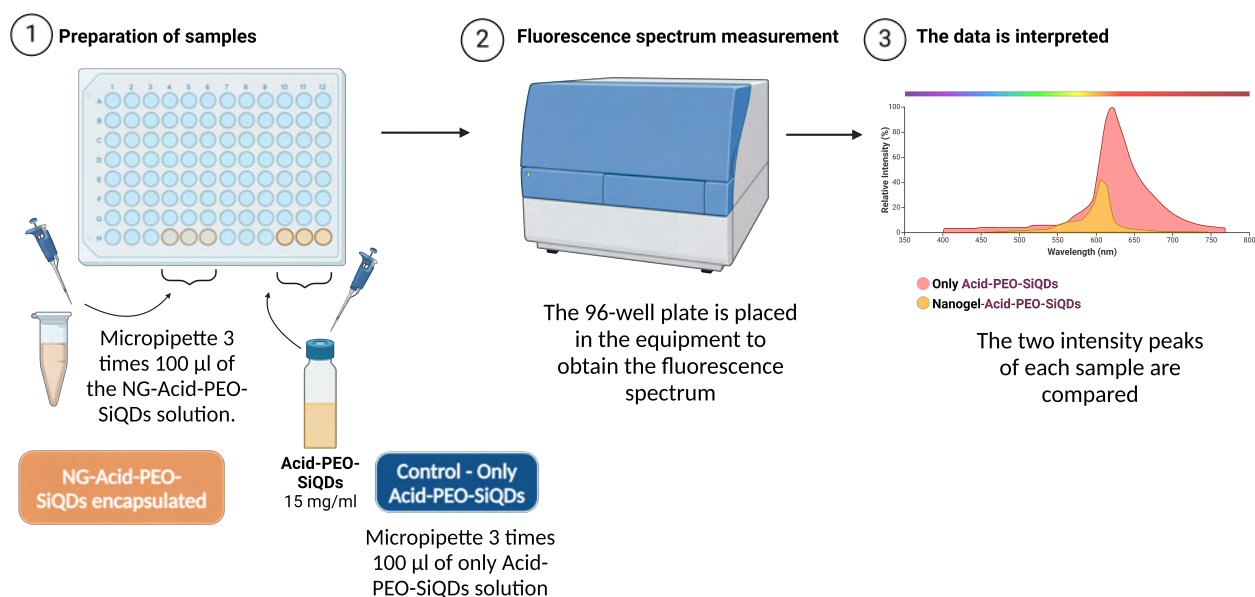 1
Preparation of samples
1 2 3 4 5 6 7 8 9 10 11 12
A
B
C
D
E
F
G
H
Micropipette 3
times 100 µl of
the NG-Acid-PEO-
SiQDs solution.
NG-Acid-PEO-
SiQDs encapsulated
Acid-PEO-
SiQDs
15 mg/ml
Control - Only
Acid-PEO-SiQDs
Micropipette 3 times
100 µl of only Acid-
PEO-SiQDs solution
2
Fluorescence spectrum measurement
The 96-well plate is placed
in the equipment to
obtain the fluorescence
spectrum
3
The data is interpreted
Relative Intensity (%)
100
80
60
40
20
0
350 400 450 500 550 600 650 700 750 800
Wavelength (nm)
Only Acid-PEO-SiQDs
Nanogel-Acid-PEO-SiQDs
The two intensity peaks
of each sample are
compared